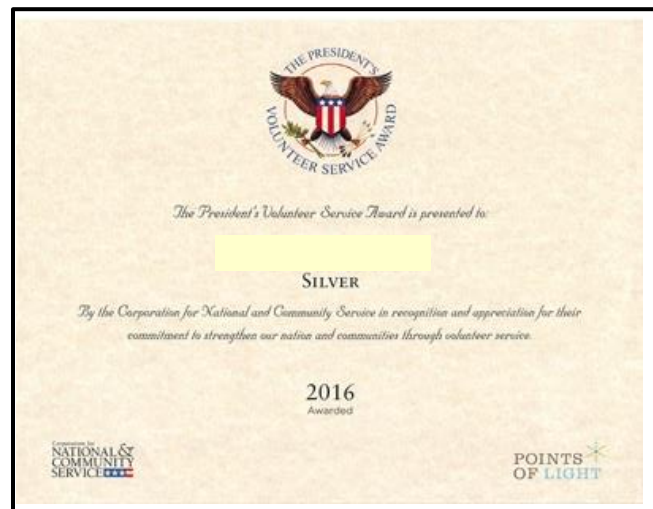 THE PRESIDENT'S
VOLUNTEER SERVICE AWARD
The President's Volunteer Service Award is presented to:
SILVER
By the Corporation for National and Community Service in recognition and appreciation for their
commitment to strengthen our nation and communities through volunteer service.
2016
Awarded
Corporation for
NATIONAL &
COMMUNITY
SERVICE
POINTS
OF LIGHT